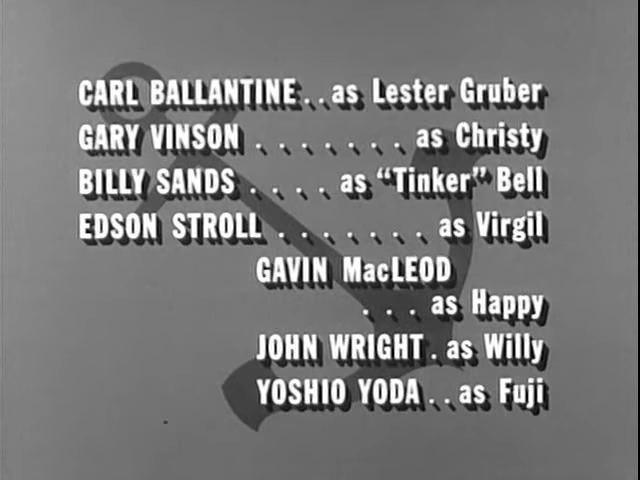 CARL BALLANTINE..as Lester Gruber
GARY VINSON . . . . . . . as Christy
BILLY SANDS . . . . as "Tinker" Bell
EDSON STROLL . . . . . . . as Virgil
GAVIN MacLEOD
. . . as Happy
JOHN WRIGHT. as Willy
YOSHIO YODA..as Fuji